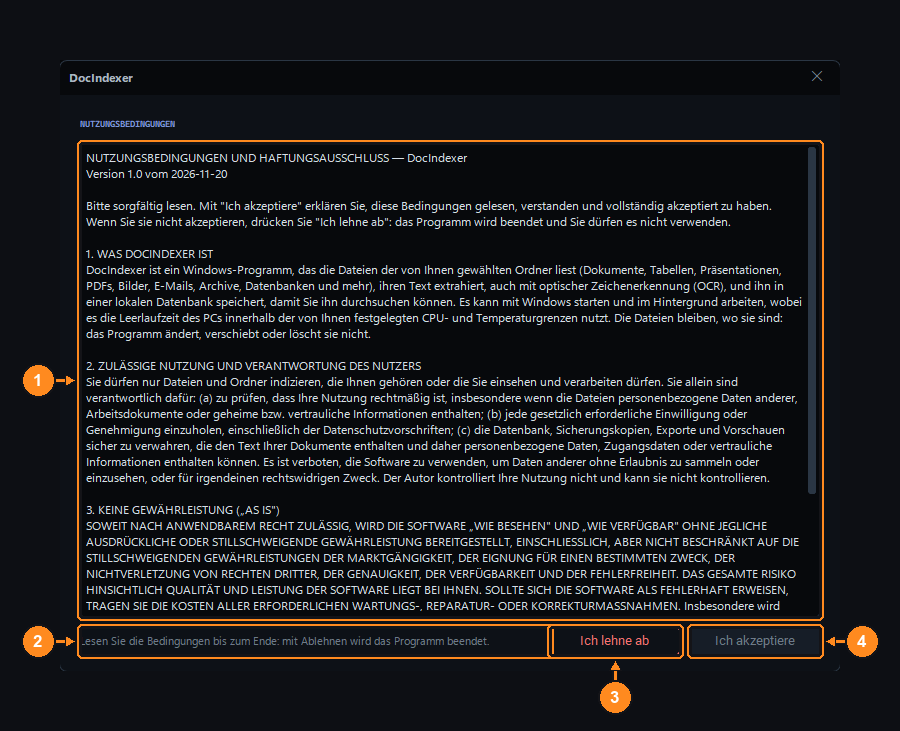 DocIndexer
NUTZUNGSBEDINGUNGEN
NUTZUNGSBEDINGUNGEN UND HAFTUNGSAUSSCHLUSS — DocIndexer
Version 1.0 vom 2026-11-20
Bitte sorgfältig lesen. Mit "Ich akzeptiere" erklären Sie, diese Bedingungen gelesen, verstanden und vollständig akzeptiert zu haben.
Wenn Sie sie nicht akzeptieren, drücken Sie "Ich lehne ab": das Programm wird beendet und Sie dürfen es nicht verwenden.
1. WAS DOCINDEXER IST
DocIndexer ist ein Windows-Programm, das die Dateien der von Ihnen gewählten Ordner liest (Dokumente, Tabellen, Präsentationen,
PDFs, Bilder, E-Mails, Archive, Datenbanken und mehr), ihren Text extrahiert, auch mit optischer Zeichenerkennung (OCR), und ihn in
einer lokalen Datenbank speichert, damit Sie ihn durchsuchen können. Es kann mit Windows starten und im Hintergrund arbeiten, wobei
es die Leerlaufzeit des PCs innerhalb der von Ihnen festgelegten CPU- und Temperaturgrenzen nutzt. Die Dateien bleiben, wo sie sind:
das Programm ändert, verschiebt oder löscht sie nicht.
2. ZULÄSSIGE NUTZUNG UND VERANTWORTUNG DES NUTZERS
Sie dürfen nur Dateien und Ordner indizieren, die Ihnen gehören oder die Sie einsehen und verarbeiten dürfen. Sie allein sind
verantwortlich dafür: (a) zu prüfen, dass Ihre Nutzung rechtmäßig ist, insbesondere wenn die Dateien personenbezogene Daten anderer,
Arbeitsdokumente oder geheime bzw. vertrauliche Informationen enthalten; (b) jede gesetzlich erforderliche Einwilligung oder
Genehmigung einzuholen, einschließlich der Datenschutzvorschriften; (c) die Datenbank, Sicherungskopien, Exporte und Vorschauen
sicher zu verwahren, die den Text Ihrer Dokumente enthalten und daher personenbezogene Daten, Zugangsdaten oder vertrauliche
Informationen enthalten können. Es ist verboten, die Software zu verwenden, um Daten anderer ohne Erlaubnis zu sammeln oder
einzusehen, oder für irgendeinen rechtswidrigen Zweck. Der Autor kontrolliert Ihre Nutzung nicht und kann sie nicht kontrollieren.
3. KEINE GEWÄHRLEISTUNG („AS IS")
SOWEIT NACH ANWENDBAREM RECHT ZULÄSSIG, WIRD DIE SOFTWARE „WIE BESEHEN" UND „WIE VERFÜGBAR" OHNE JEGLICHE
AUSDRÜCKLICHE ODER STILLSCHWEIGENDE GEWÄHRLEISTUNG BEREITGESTELLT, EINSCHLIESSLICH, ABER NICHT BESCHRÄNKT AUF DIE
STILLSCHWEIGENDEN GEWÄHRLEISTUNGEN DER MARKTGÄNGIGKEIT, DER EIGNUNG FÜR EINEN BESTIMMTEN ZWECK, DER
NICHTVERLETZUNG VON RECHTEN DRITTER, DER GENAUIGKEIT, DER VERFÜGBARKEIT UND DER FEHLERFREIHEIT. DAS GESAMTE RISIKO
HINSICHTLICH QUALITÄT UND LEISTUNG DER SOFTWARE LIEGT BEI IHNEN. SOLLTE SICH DIE SOFTWARE ALS FEHLERHAFT ERWEISEN,
TRAGEN SIE DIE KOSTEN ALLER ERFORDERLICHEN WARTUNGS-, REPARATUR- ODER KORREKTURMASSNAHMEN. Insbesondere wird
1
2
Lesen Sie die Bedingungen bis zum Ende: mit Ablehnen wird das Programm beendet.
Ich lehne ab
Ich akzeptiere
4
3